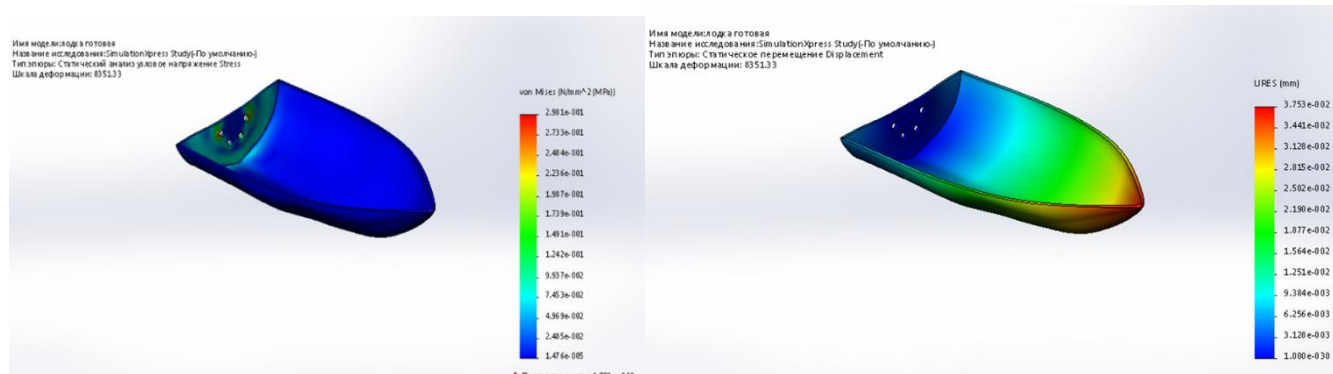 Имя модели:лодка готовая
Название исследования:SimulationXpress Study(-По умолчанию-)
Тип эпюры: Статический анализ узловое напряжение Stress
Шкала деформации: 8351.33
von Mises (N/mm^2 (MPa))
2.981e-001
2.733e-001
2.484e-001
2.236e-001
1.987e-001
1.739e-001
1.491e-001
1.242e-001
9.937e-002
7.453e-002
4.969e-002
2.485e-002
1.476e-005
Имя модели:лодка готовая
Название исследования:SimulationXpress Study(-По умолчанию-)
Тип эпюры: Статическое перемещение Displacement
Шкала деформации: 8351.33
URES (mm)
3.753e-002
3.441e-002
3.128e-002
2.815e-002
2.502e-002
2.190e-002
1.877e-002
1.564e-002
1.251e-002
9.384e-003
6.256e-003
3.128e-003
1.000e-030